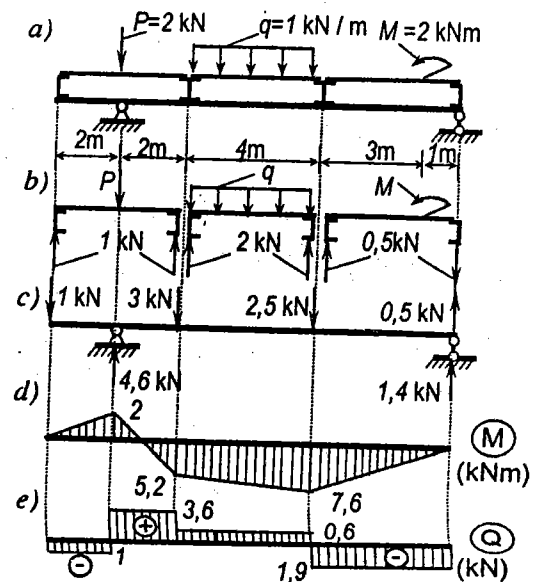 a)
P=2 kN
q=1 kN / m
M=2 kNm
2m 2m 4m 3m 1m
b)
P
q
M
1 kN 2 kN 0,5kN
c)
1 kN 3 kN 2,5 kN 0,5 kN
4,6 kN 1,4 kN
d)
2
M
(kNm)
5,2 7,6
e)
3,6 0,6
+
Q
(kN)
- 1 1,9 -